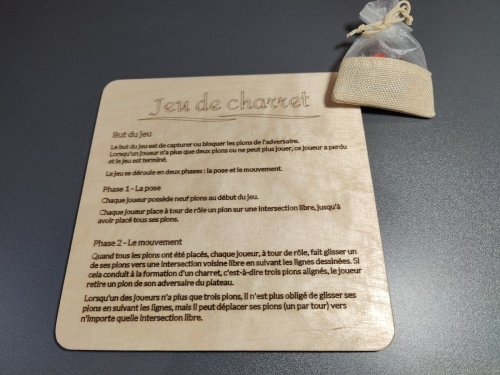 Jeu de charret
But du jeu
Le but du jeu est de capturer ou bloquer les pions de l'adversaire.
Lorsqu'un joueur n'a plus que deux pions ou ne peut plus jouer, ce joueur a perdu
et le jeu est terminé.
Le jeu se déroule en deux phases : la pose et le mouvement.
Phase 1 - La pose
Chaque joueur possède neuf pions au début du jeu.
Chaque joueur place à tour de rôle un pion sur une intersection libre, jusqu'à
avoir placé tous ses pions.
Phase 2 - Le mouvement
Quand tous les pions ont été placés, chaque joueur, à tour de rôle, fait glisser un
de ses pions vers une intersection voisine libre en suivant les lignes dessinées. Si
cela conduit à la formation d'un charret, c'est-à-dire trois pions alignés, le joueur
retire un pion de son adversaire du plateau.
Lorsqu'un des joueurs n'a plus que trois pions, il n'est plus obligé de glisser ses
pions en suivant les lignes, mais il peut déplacer ses pions (un par tour) vers
n'importe quelle intersection libre.